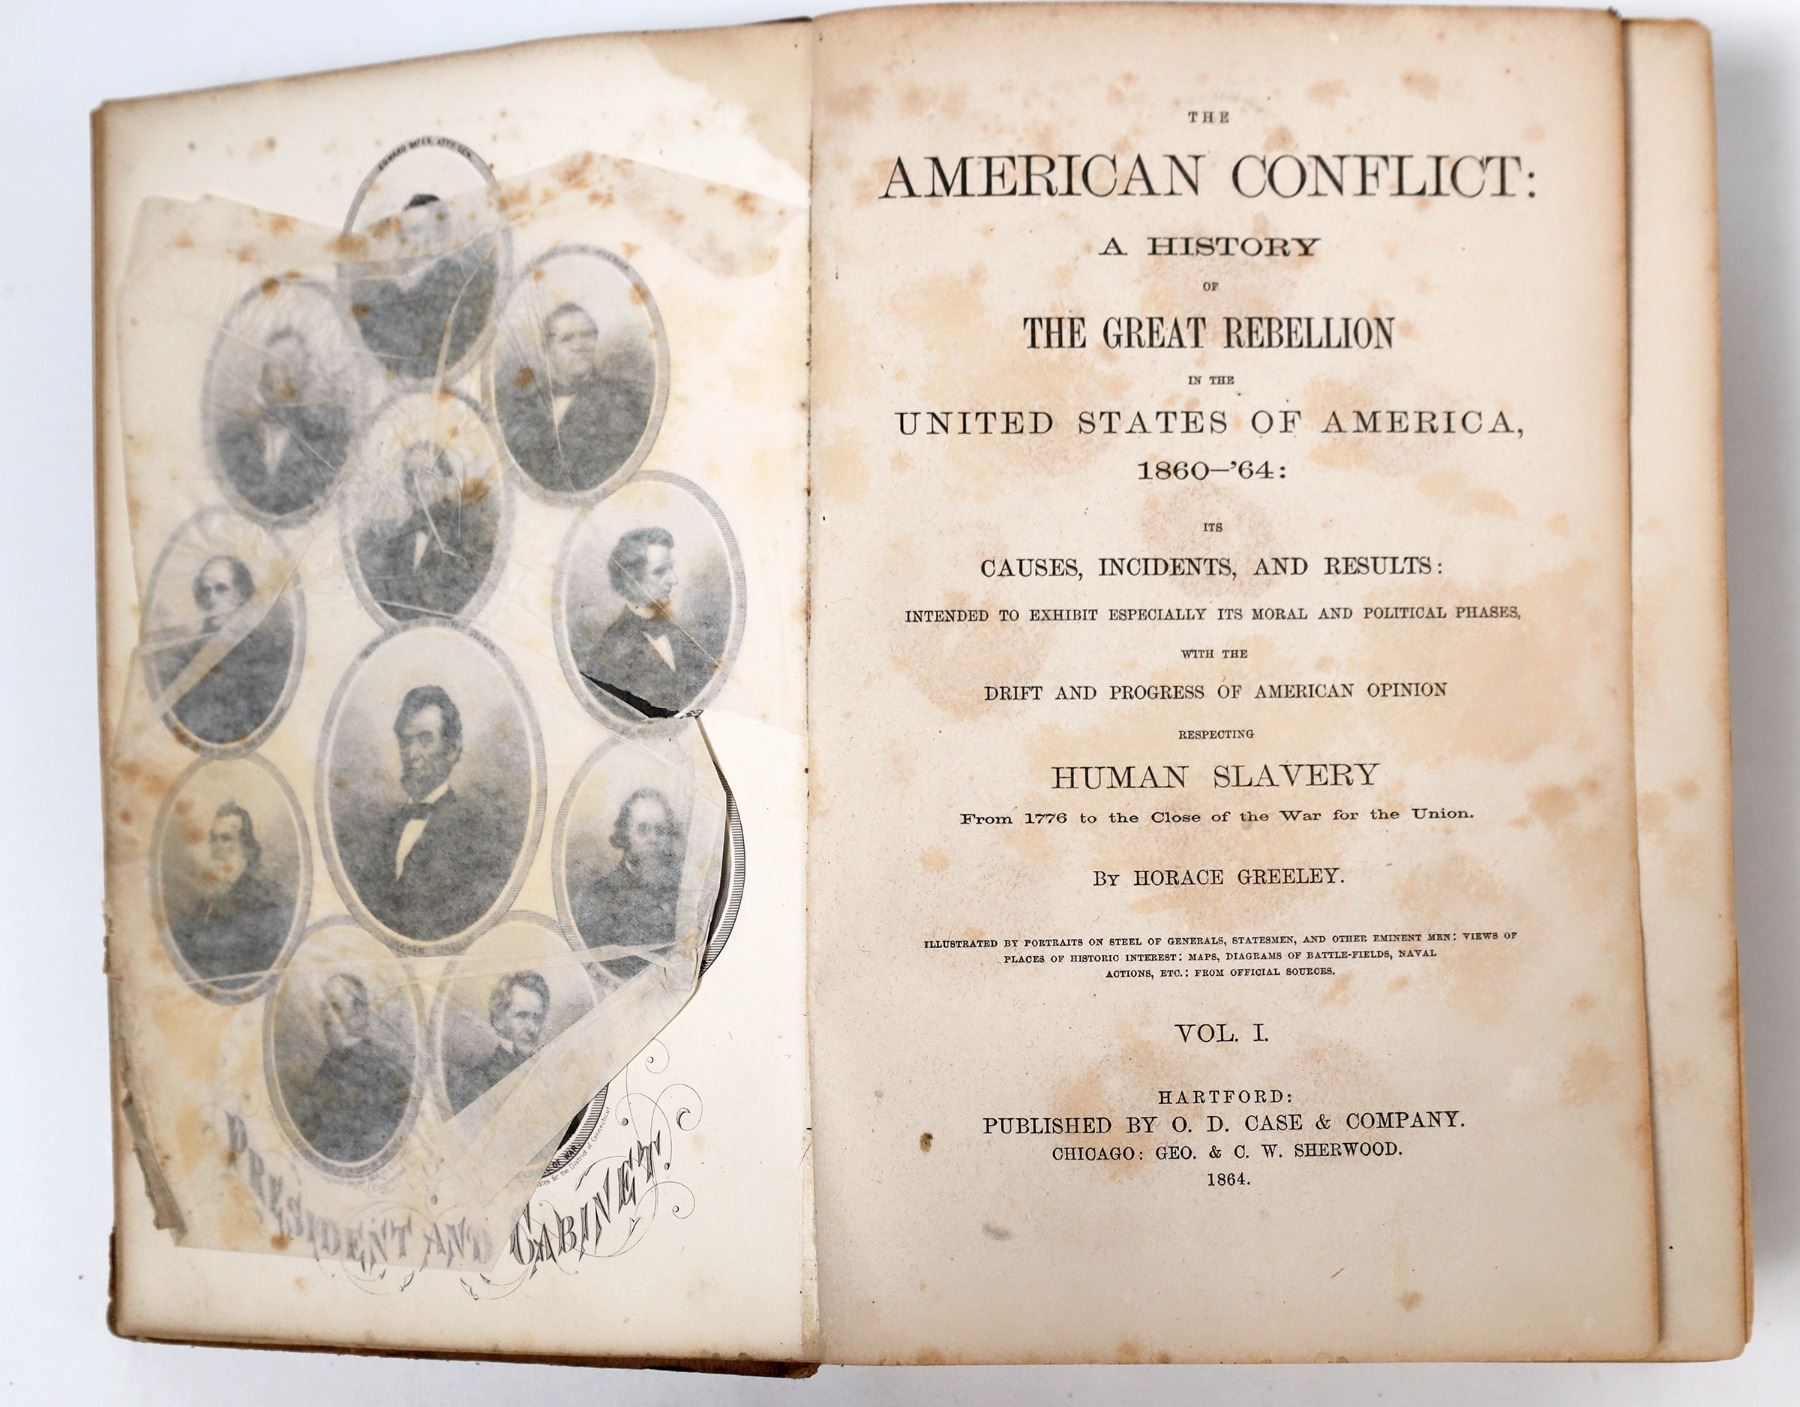 EDWARD BATES, ATTY. GEN.
PRESIDENT AND CABINET
THE
AMERICAN CONFLICT:
A HISTORY
OF
THE GREAT REBELLION
IN THE
UNITED STATES OF AMERICA,
1860–'64:
ITS
CAUSES, INCIDENTS, AND RESULTS:
INTENDED TO EXHIBIT ESPECIALLY ITS MORAL AND POLITICAL PHASES,
WITH THE
DRIFT AND PROGRESS OF AMERICAN OPINION
RESPECTING
HUMAN SLAVERY
From 1776 to the Close of the War for the Union.
By HORACE GREELEY.
ILLUSTRATED BY PORTRAITS ON STEEL OF GENERALS, STATESMEN, AND OTHER EMINENT MEN: VIEWS OF
PLACES OF HISTORIC INTEREST: MAPS, DIAGRAMS OF BATTLE-FIELDS, NAVAL
ACTIONS, ETC.: FROM OFFICIAL SOURCES.
VOL. I.
HARTFORD:
PUBLISHED BY O. D. CASE & COMPANY.
CHICAGO: GEO. & C. W. SHERWOOD.
1864.